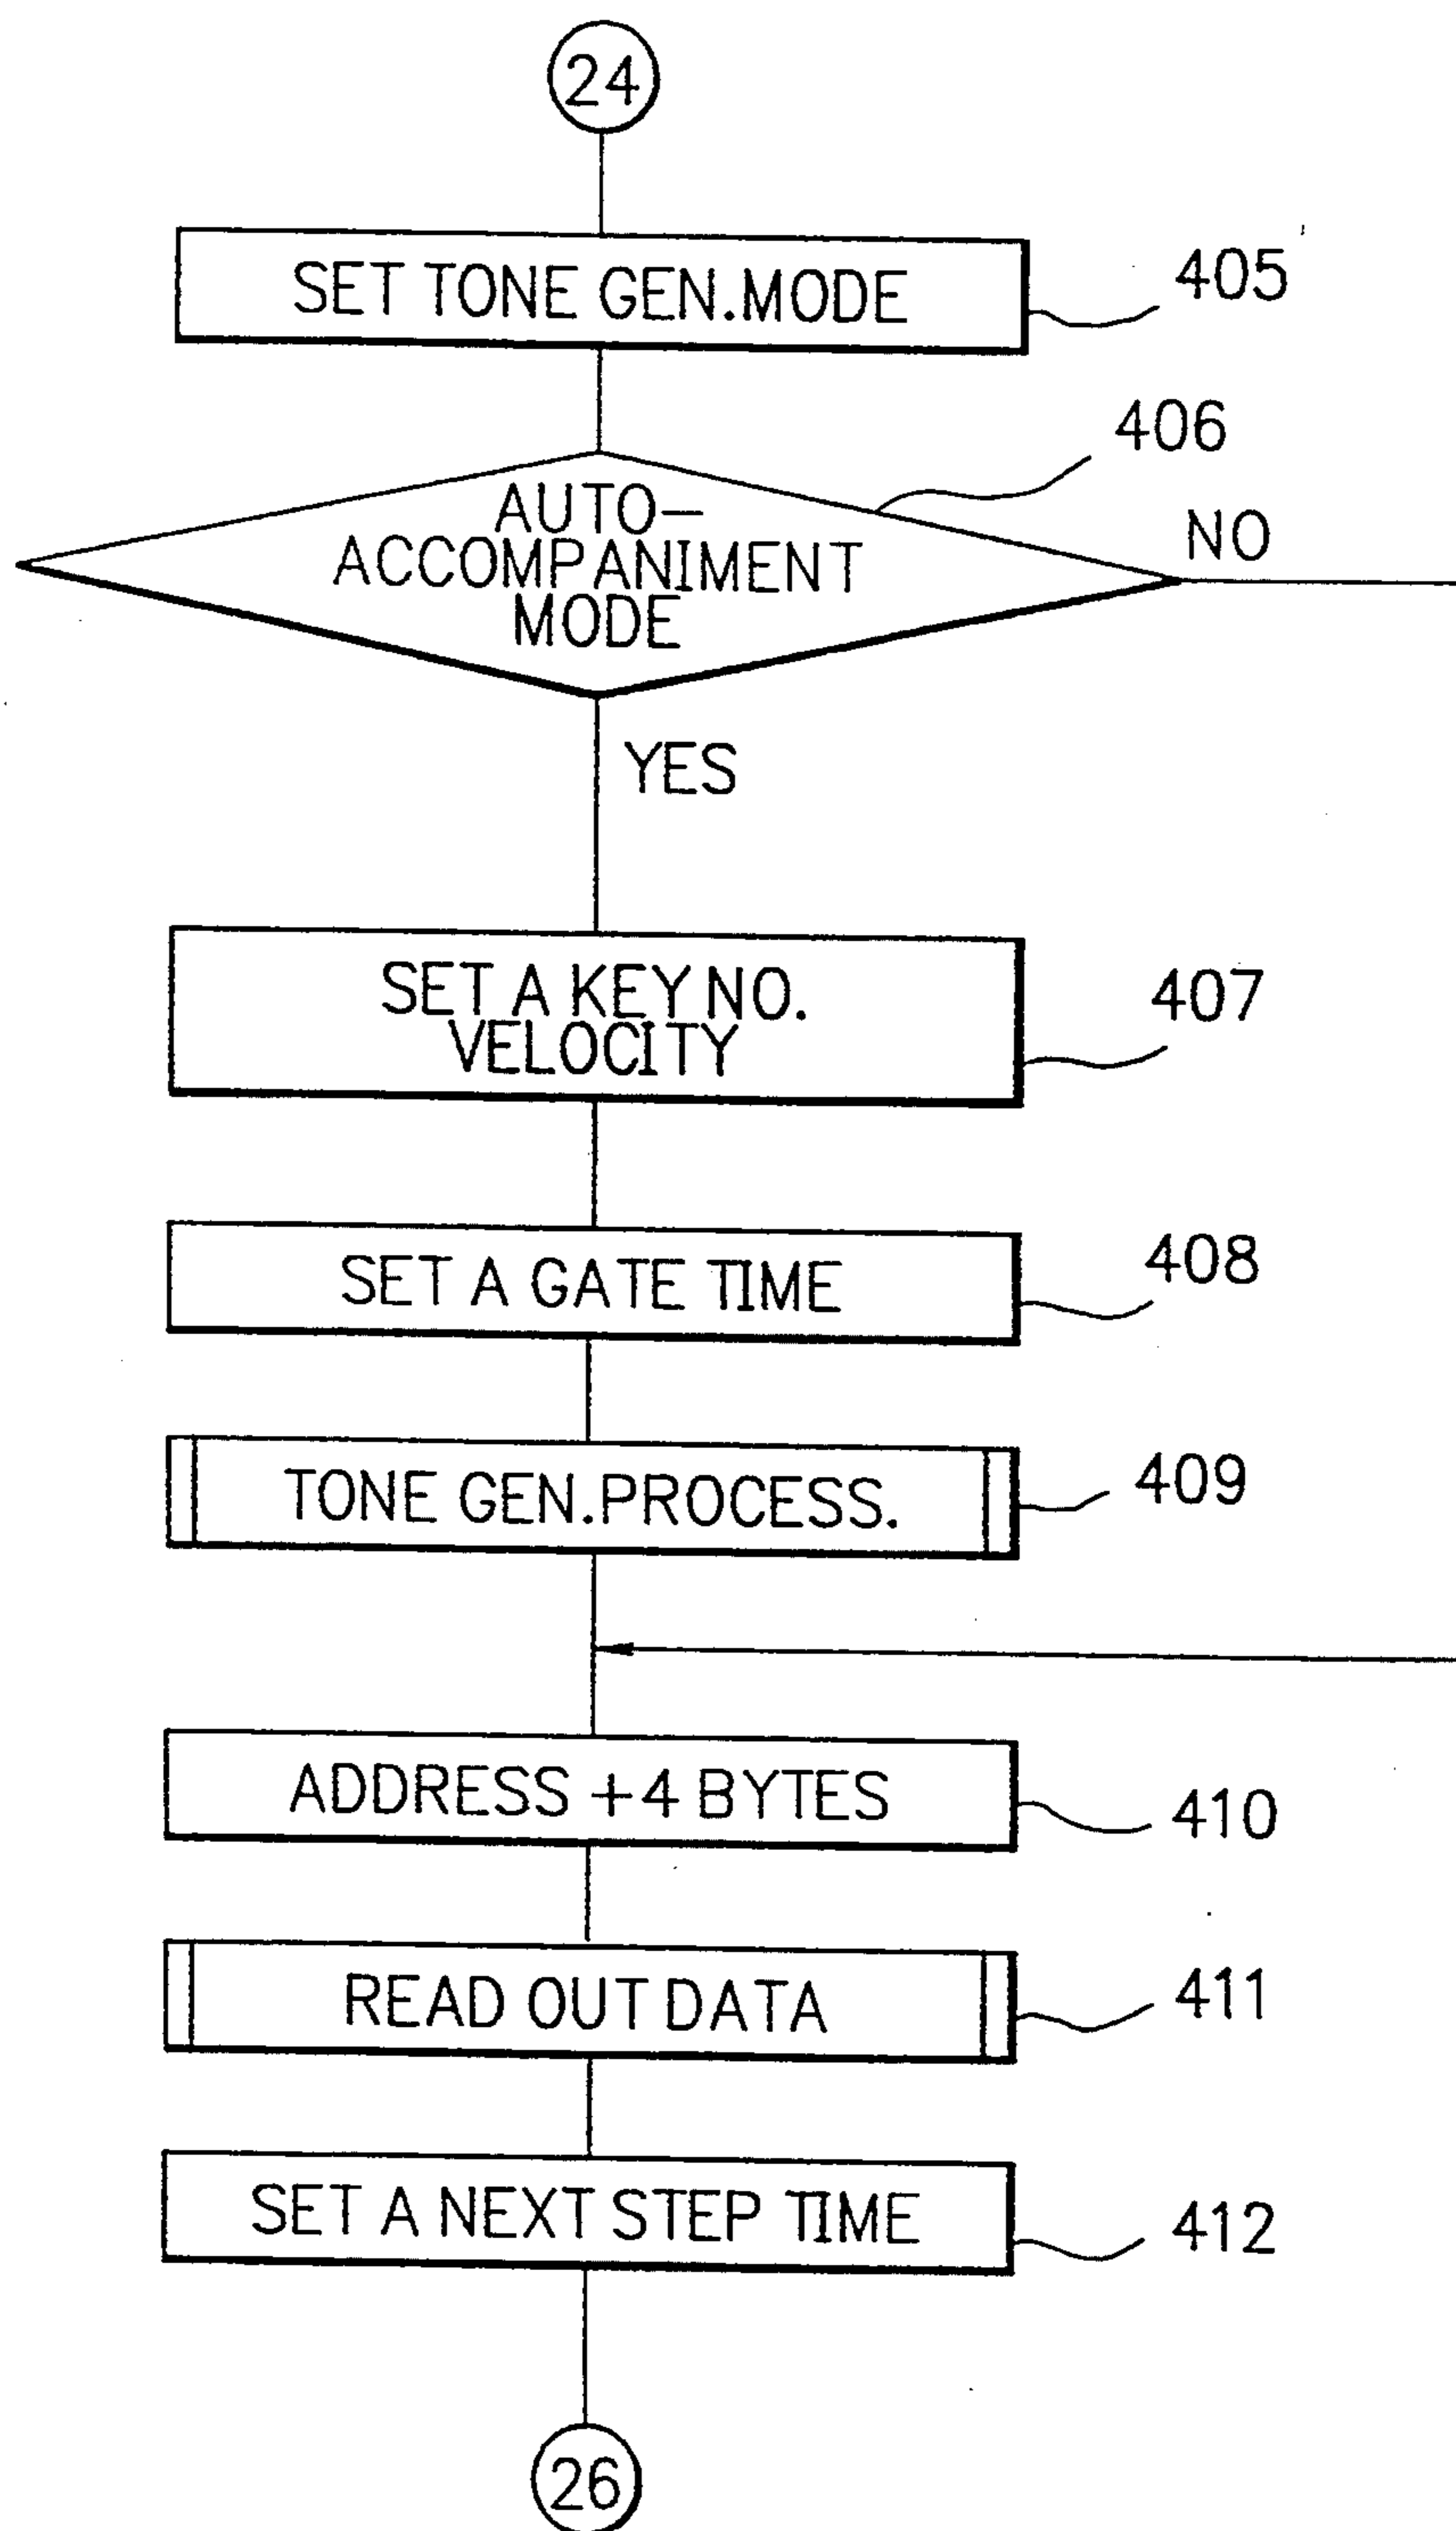 24
SET TONE GEN.MODE
405
406
AUTO-
ACCOMPANIMENT
MODE
NO
YES
SET A KEY NO.
VELOCITY
407
SET A GATE TIME
408
TONE GEN.PROCESS.
409
ADDRESS +4 BYTES
410
READ OUT DATA
411
SET A NEXT STEP TIME
412
26